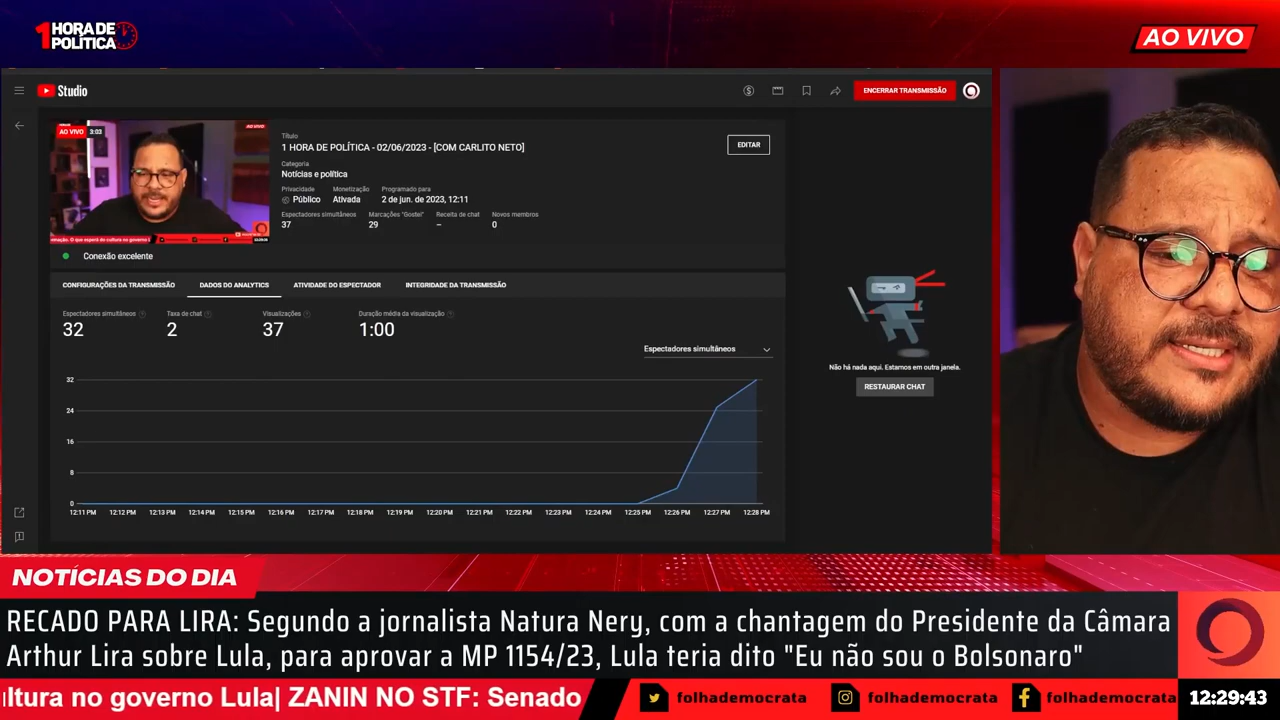 1 HORA DE POLÍTICA
AO VIVO
Studio
ENCERRAR TRANSMISSÃO
AO VIVO 3:03
AO VIVO
Título
1 HORA DE POLÍTICA - 02/06/2023 - [COM CARLITO NETO]
EDITAR
Categoria
Notícias e política
Privacidade Monetização Programado para
Público Ativada 2 de jun. de 2023, 12:11
Espectadores simultâneos Marcações "Gostei" Receita de chat Novos membros
37 29 – 0
Conexão excelente
CONFIGURAÇÕES DA TRANSMISSÃO DADOS DO ANALYTICS ATIVIDADE DO ESPECTADOR INTEGRIDADE DA TRANSMISSÃO
Espectadores simultâneos Taxa de chat Visualizações Duração média da visualização
32 2 37 1:00
Espectadores simultâneos
32
24
16
8
0
12:11 PM 12:12 PM 12:13 PM 12:14 PM 12:15 PM 12:16 PM 12:17 PM 12:18 PM 12:19 PM 12:20 PM 12:21 PM 12:22 PM 12:23 PM 12:24 PM 12:25 PM 12:26 PM 12:27 PM 12:28 PM
Não há nada aqui. Estamos em outra janela.
RESTAURAR CHAT
NOTÍCIAS DO DIA
RECADO PARA LIRA: Segundo a jornalista Natura Nery, com a chantagem do Presidente da Câmara
Arthur Lira sobre Lula, para aprovar a MP 1154/23, Lula teria dito "Eu não sou o Bolsonaro"
ltura no governo Lula| ZANIN NO STF: Senado
folhademocrata folhademocrata folhademocrata
12:29:43